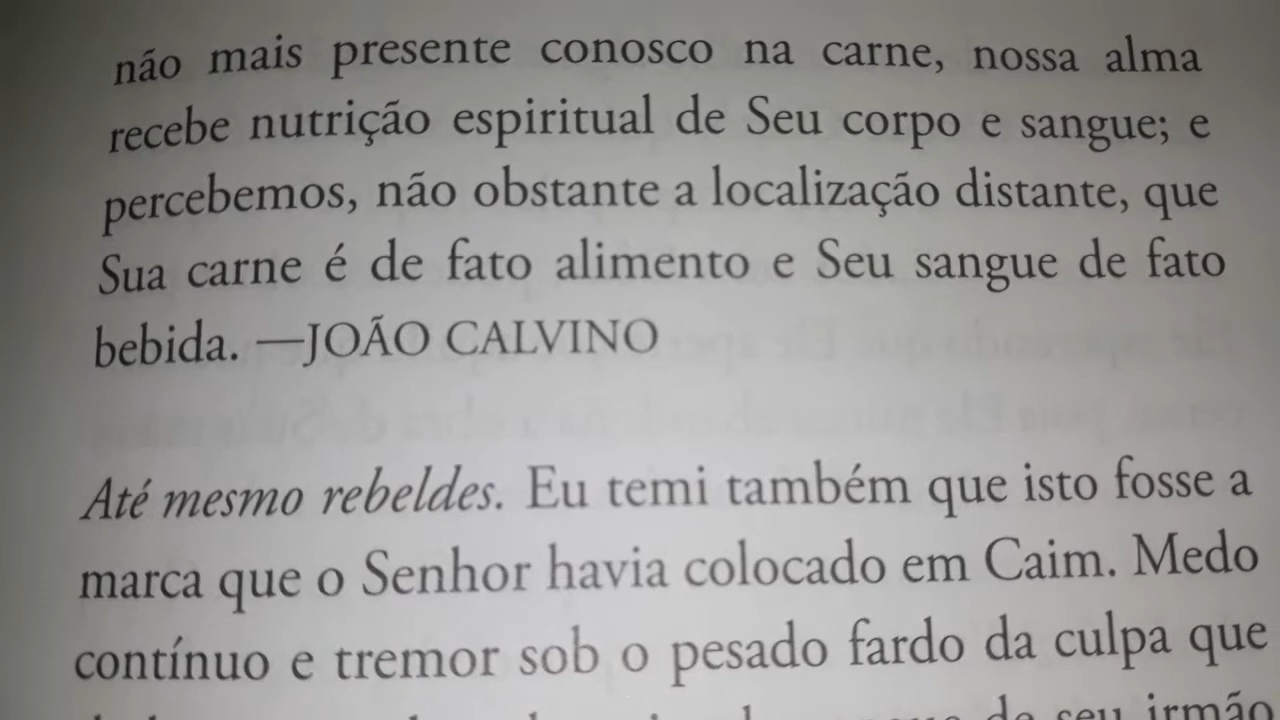 não mais presente conosco na carne, nossa alma
recebe nutrição espiritual de Seu corpo e sangue; e
percebemos, não obstante a localização distante, que
Sua carne é de fato alimento e Seu sangue de fato
bebida. —JOÃO CALVINO
Até mesmo rebeldes. Eu temi também que isto fosse a
marca que o Senhor havia colocado em Caim. Medo
contínuo e tremor sob o pesado fardo da culpa que
de seu irmão